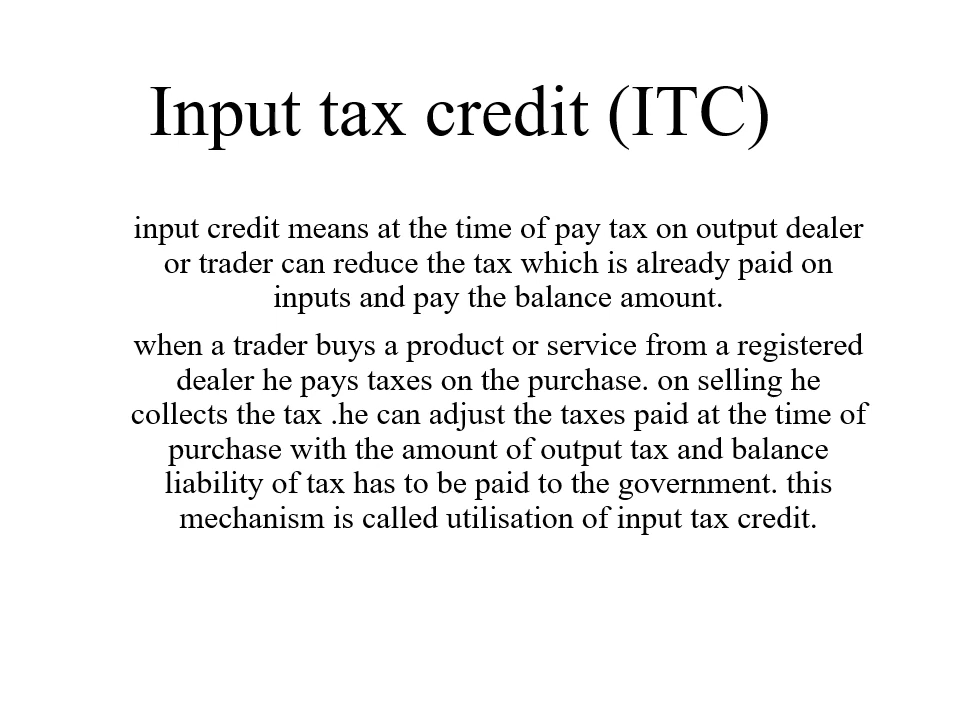 Input tax credit (ITC)
input credit means at the time of pay tax on output dealer
or trader can reduce the tax which is already paid on
inputs and pay the balance amount.
when a trader buys a product or service from a registered
dealer he pays taxes on the purchase. on selling he
collects the tax .he can adjust the taxes paid at the time of
purchase with the amount of output tax and balance
liability of tax has to be paid to the government. this
mechanism is called utilisation of input tax credit.